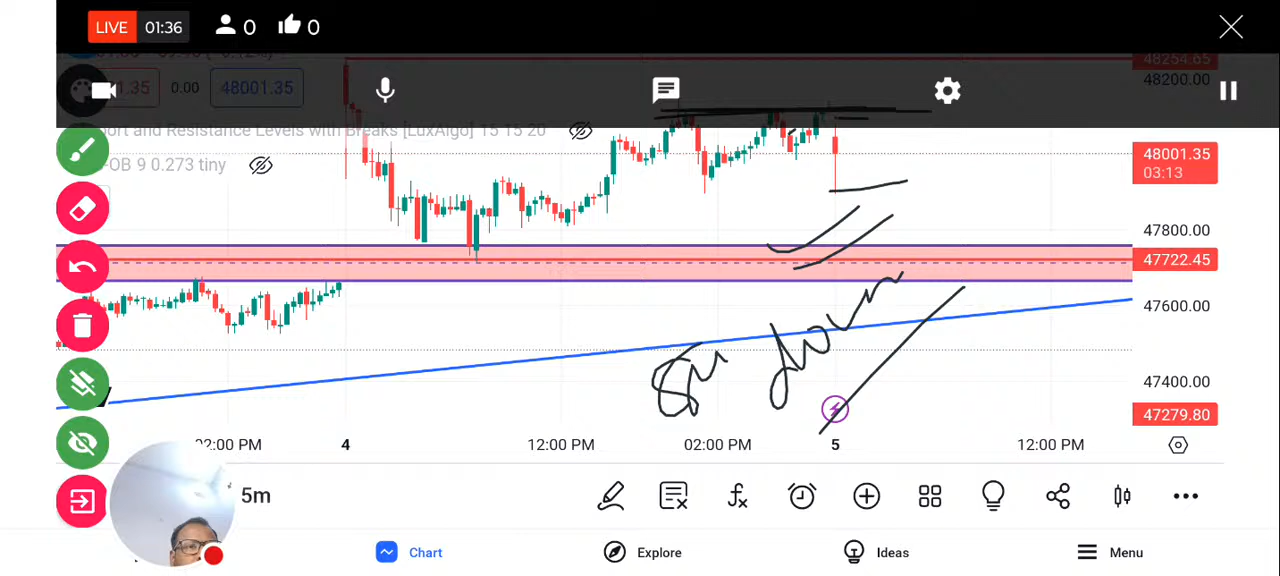 LIVE 01:36 0 0
48254.65
48200.00
1.35 0.00 48001.35
ort and Resistance Levels with Breaks [LuxAlgo] 15 15 20
OB 9 0.273 tiny
48001.35
03:13
47800.00
47722.45
47600.00
47400.00
47279.80
02:00 PM 4 12:00 PM 02:00 PM 5 12:00 PM
5m
Chart Explore Ideas Menu